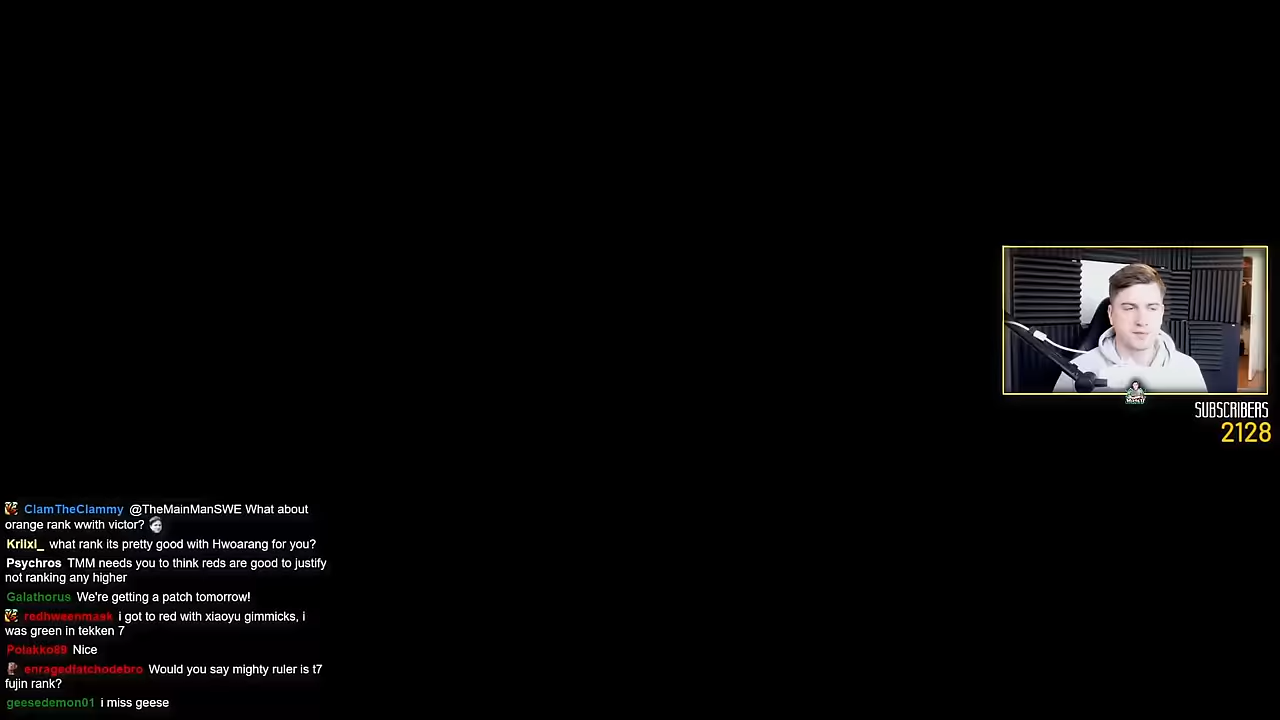 SUBSCRIBERS
2128
ClamTheClammy @TheMainManSWE What about
orange rank wwith victor?
Kriixi_ what rank its pretty good with Hwoarang for you?
Psychros TMM needs you to think reds are good to justify
not ranking any higher
Galathorus We're getting a patch tomorrow!
redhweenmask i got to red with xiaoyu gimmicks, i
was green in tekken 7
Polakko89 Nice
enragedfatchodebro Would you say mighty ruler is t7
fujin rank?
geesedemon01 i miss geese